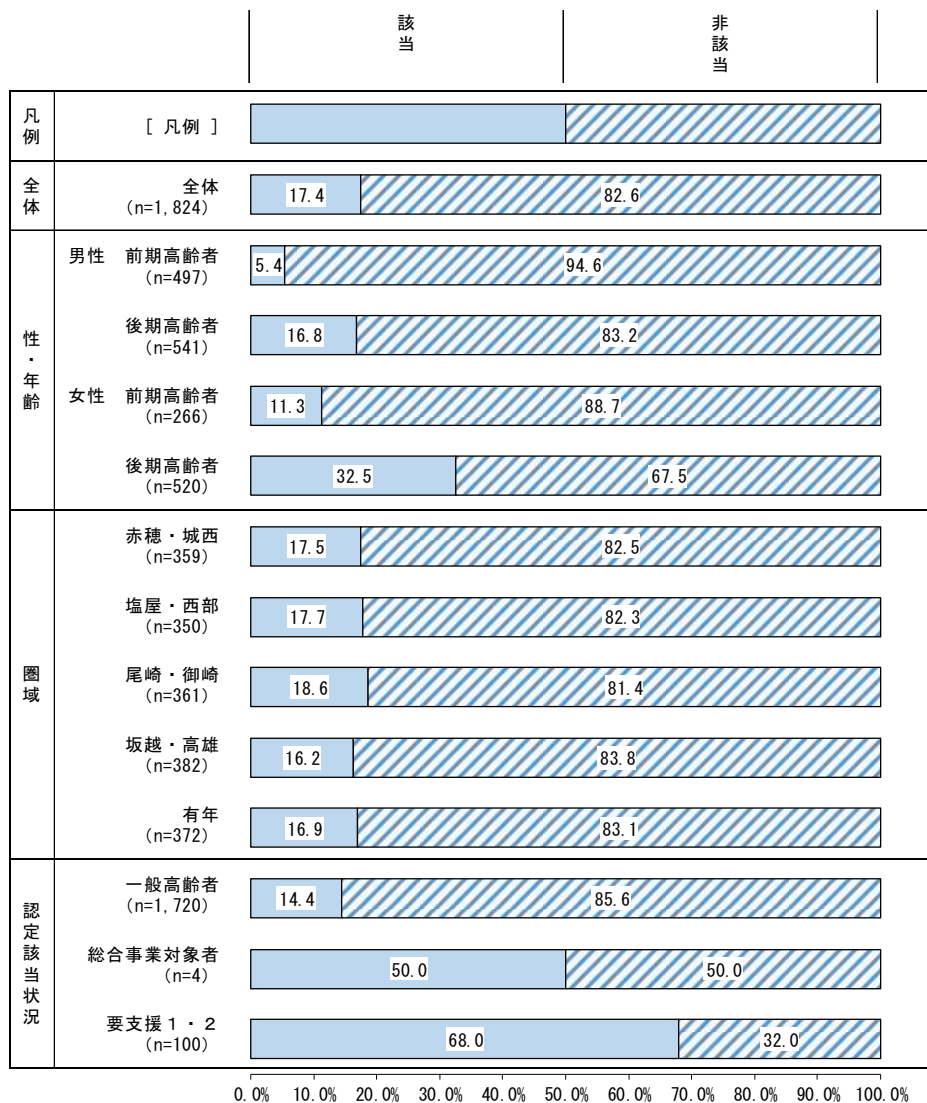 該当
非該当
凡例
[ 凡例 ]
全体
全体
(n=1,824)
17.4
82.6
性・年齢
男性 前期高齢者
(n=497)
5.4
94.6
後期高齢者
(n=541)
16.8
83.2
女性 前期高齢者
(n=266)
11.3
88.7
後期高齢者
(n=520)
32.5
67.5
圏域
赤穂・城西
(n=359)
17.5
82.5
塩屋・西部
(n=350)
17.7
82.3
尾崎・御崎
(n=361)
18.6
81.4
坂越・高雄
(n=382)
16.2
83.8
有年
(n=372)
16.9
83.1
認定該当状況
一般高齢者
(n=1,720)
14.4
85.6
総合事業対象者
(n=4)
50.0
50.0
要支援1・2
(n=100)
68.0
32.0
0.0% 10.0% 20.0% 30.0% 40.0% 50.0% 60.0% 70.0% 80.0% 90.0% 100.0%